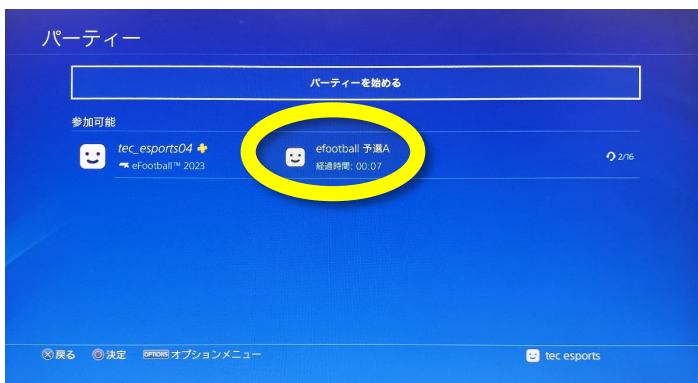 パーティー
パーティーを始める
参加可能
tec_esports04
eFootball™ 2023
efootball 予選A
経過時間: 00:07
2/16
戻る 決定 OPTIONS オプションメニュー
tec esports